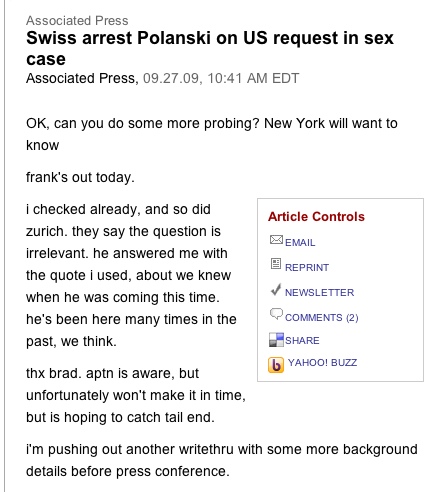 Associated Press
Swiss arrest Polanski on US request in sex
case
Associated Press, 09.27.09, 10:41 AM EDT
OK, can you do some more probing? New York will want to
know
frank's out today.
i checked already, and so did
zurich. they say the question is
irrelevant. he answered me with
the quote i used, about we knew
when he was coming this time.
he's been here many times in the
past, we think.
thx brad. aptn is aware, but
unfortunately won't make it in time,
but is hoping to catch tail end.
i'm pushing out another writethru with some more background
details before press conference.
Article Controls
EMAIL
REPRINT
NEWSLETTER
COMMENTS (2)
SHARE
YAHOO! BUZZ